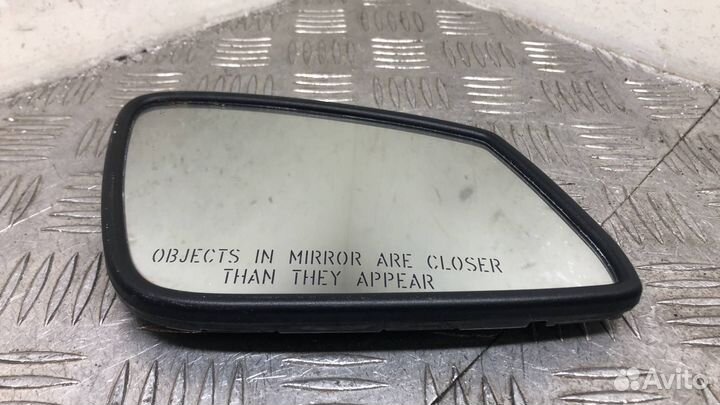 OBJECTS IN MIRROR ARE CLOSER
THAN THEY APPEAR
Avito